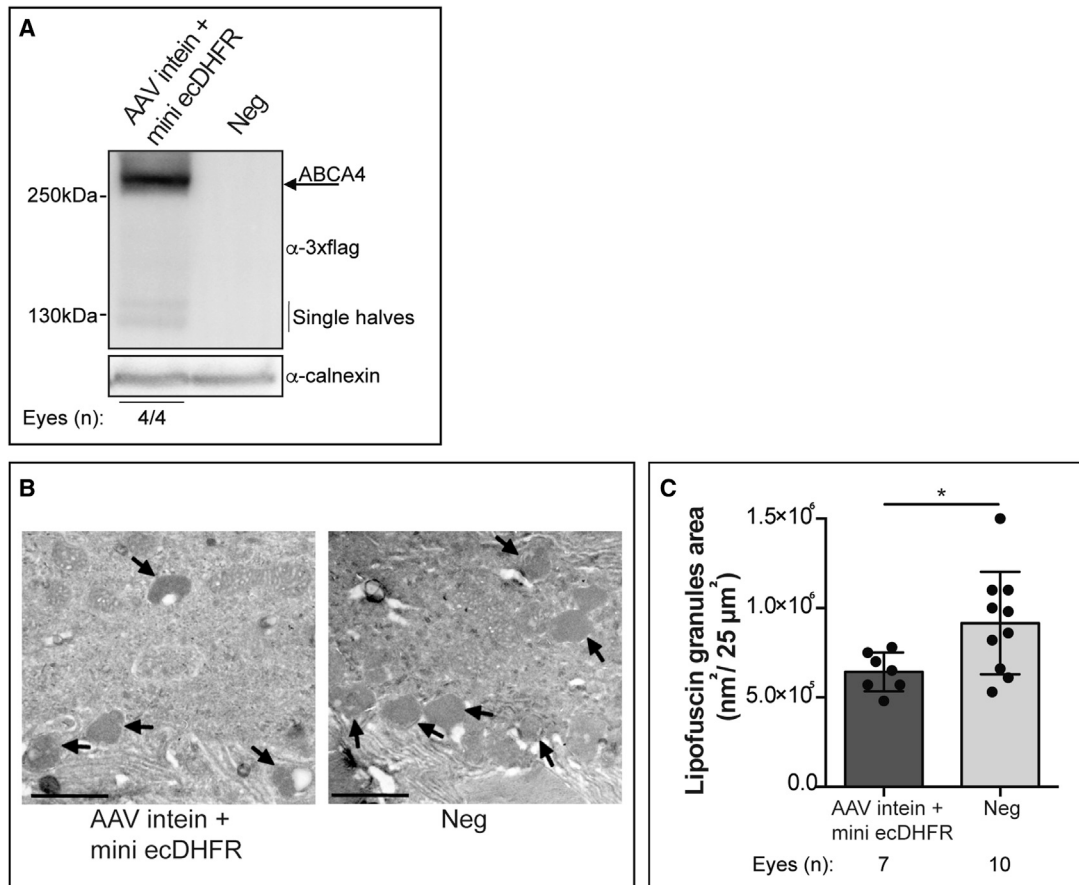 A
AAV intein +
mini ecDHFR
Neg
ABCA4
250kDa-
α-3xflag
130kDa-
Single halves
α-calnexin
Eyes (n): 4/4
B
AAV intein +
mini ecDHFR
Neg
C
*
Lipofuscin granules area
(nm²/ 25 µm²)
1.5×10⁶
1.0×10⁶
5.0×10⁵
0.0
AAV intein +
mini ecDHFR
Neg
Eyes (n): 7 10